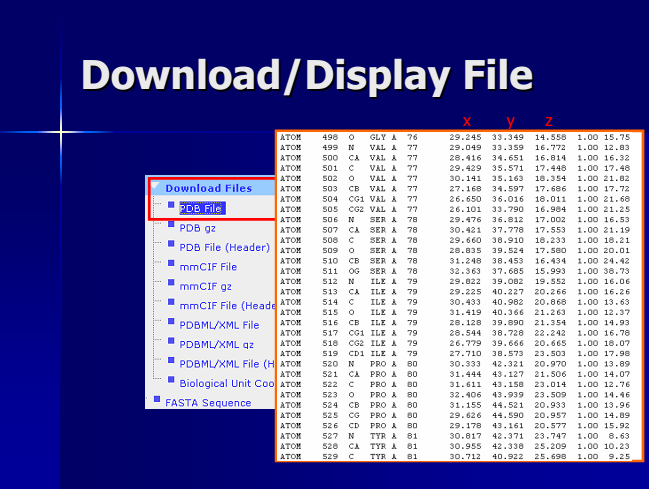 Download/Display File
x y z
Download Files
PDB File
PDB gz
PDB File (Header)
mmCIF File
mmCIF gz
mmCIF File (Heade
PDBML/XML File
PDBML/XML gz
PDBML/XML File (H
Biological Unit Coo
FASTA Sequence
ATOM 498 O GLY A 76 29.245 33.349 14.558 1.00 15.75
ATOM 499 N VAL A 77 29.049 33.359 16.772 1.00 12.83
ATOM 500 CA VAL A 77 28.416 34.651 16.814 1.00 16.32
ATOM 501 C VAL A 77 29.429 35.571 17.448 1.00 17.48
ATOM 502 O VAL A 77 30.141 35.163 18.354 1.00 21.82
ATOM 503 CB VAL A 77 27.168 34.597 17.686 1.00 17.72
ATOM 504 CG1 VAL A 77 26.650 36.016 18.011 1.00 21.68
ATOM 505 CG2 VAL A 77 26.101 33.790 16.984 1.00 21.25
ATOM 506 N SER A 78 29.476 36.812 17.002 1.00 16.53
ATOM 507 CA SER A 78 30.421 37.778 17.553 1.00 21.19
ATOM 508 C SER A 78 29.660 38.910 18.233 1.00 18.21
ATOM 509 O SER A 78 28.835 39.524 17.580 1.00 20.01
ATOM 510 CB SER A 78 31.248 38.453 16.434 1.00 24.42
ATOM 511 OG SER A 78 32.363 37.685 15.993 1.00 38.73
ATOM 512 N ILE A 79 29.822 39.082 19.552 1.00 16.06
ATOM 513 CA ILE A 79 29.225 40.227 20.266 1.00 16.26
ATOM 514 C ILE A 79 30.433 40.982 20.868 1.00 13.63
ATOM 515 O ILE A 79 31.419 40.366 21.263 1.00 12.37
ATOM 516 CB ILE A 79 28.128 39.890 21.354 1.00 14.93
ATOM 517 CG1 ILE A 79 28.544 38.728 22.242 1.00 16.78
ATOM 518 CG2 ILE A 79 26.779 39.666 20.665 1.00 18.07
ATOM 519 CD1 ILE A 79 27.710 38.573 23.503 1.00 17.98
ATOM 520 N PRO A 80 30.333 42.321 20.970 1.00 13.89
ATOM 521 CA PRO A 80 31.444 43.127 21.506 1.00 14.07
ATOM 522 C PRO A 80 31.611 43.158 23.014 1.00 12.76
ATOM 523 O PRO A 80 32.406 43.939 23.509 1.00 14.46
ATOM 524 CB PRO A 80 31.155 44.521 20.933 1.00 13.96
ATOM 525 CG PRO A 80 29.626 44.590 20.957 1.00 14.89
ATOM 526 CD PRO A 80 29.178 43.161 20.577 1.00 15.92
ATOM 527 N TYR A 81 30.817 42.371 23.747 1.00 8.63
ATOM 528 CA TYR A 81 30.955 42.338 25.209 1.00 10.23
ATOM 529 C TYR A 81 30.712 40.922 25.698 1.00 9.25